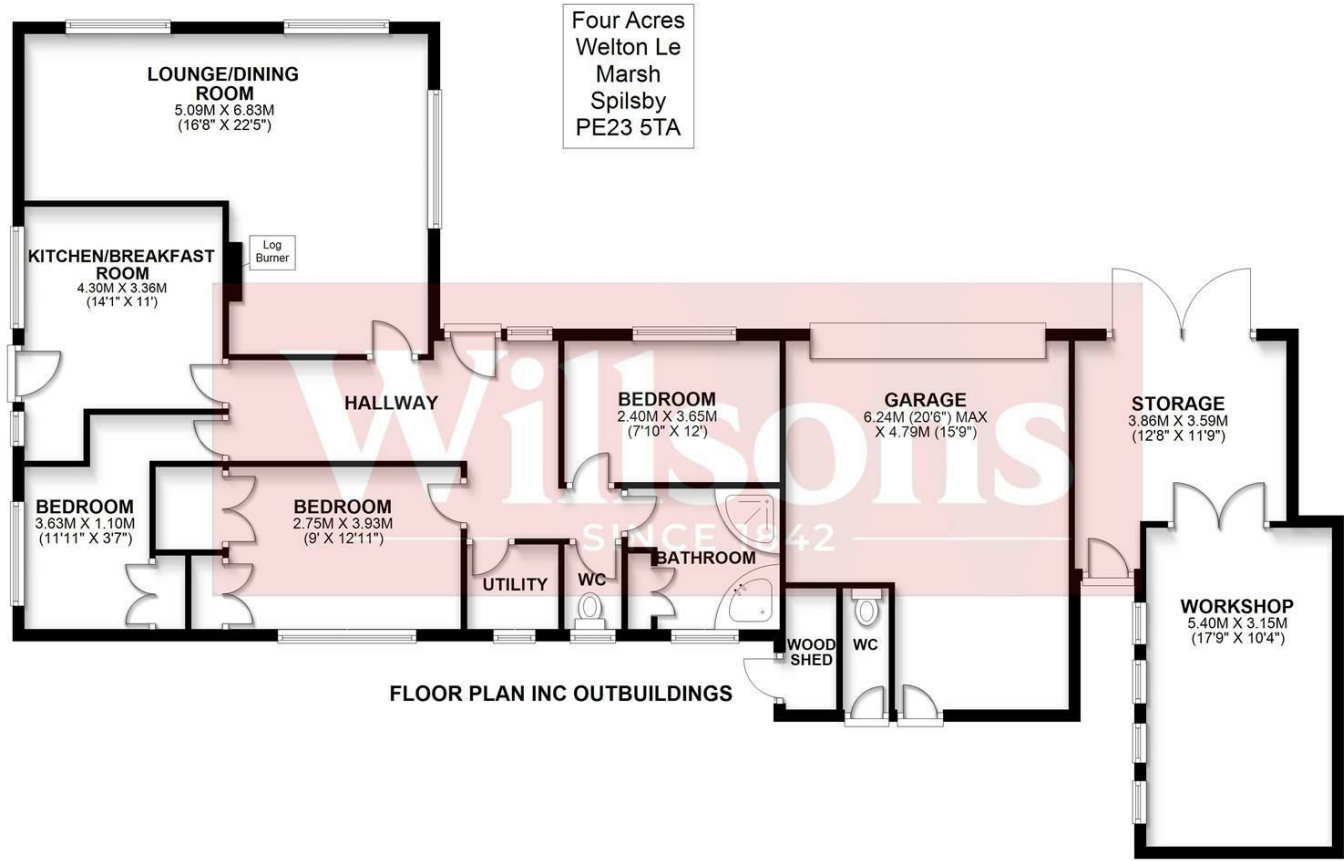 Four Acres
Welton Le
Marsh
Spilsby
PE23 5TA
LOUNGE/DINING
ROOM
5.09M X 6.83M
(16'8" X 22'5")
KITCHEN/BREAKFAST
ROOM
4.30M X 3.36M
(14'1" X 11')
Log
Burner
HALLWAY
BEDROOM
2.40M X 3.65M
(7'10" X 12')
GARAGE
6.24M (20'6") MAX
X 4.79M (15'9")
STORAGE
3.86M X 3.59M
(12'8" X 11'9")
Willsons
SINCE 1842
BEDROOM
3.63M X 1.10M
(11'11" X 3'7")
BEDROOM
2.75M X 3.93M
(9' X 12'11")
UTILITY
WC
BATHROOM
WOOD
SHED
WC
WORKSHOP
5.40M X 3.15M
(17'9" X 10'4")
FLOOR PLAN INC OUTBUILDINGS